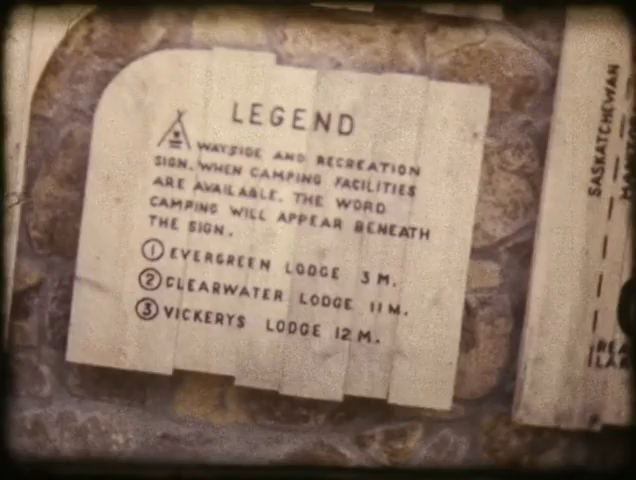 LEGEND
WAYSIDE AND RECREATION
SIGN. WHEN CAMPING FACILITIES
ARE AVAILABLE, THE WORD
CAMPING WILL APPEAR BENEATH
THE SIGN.
1 EVERGREEN LODGE 3 M.
2 CLEARWATER LODGE 11 M.
3 VICKERYS LODGE 12 M.
SASKATCHEWAN